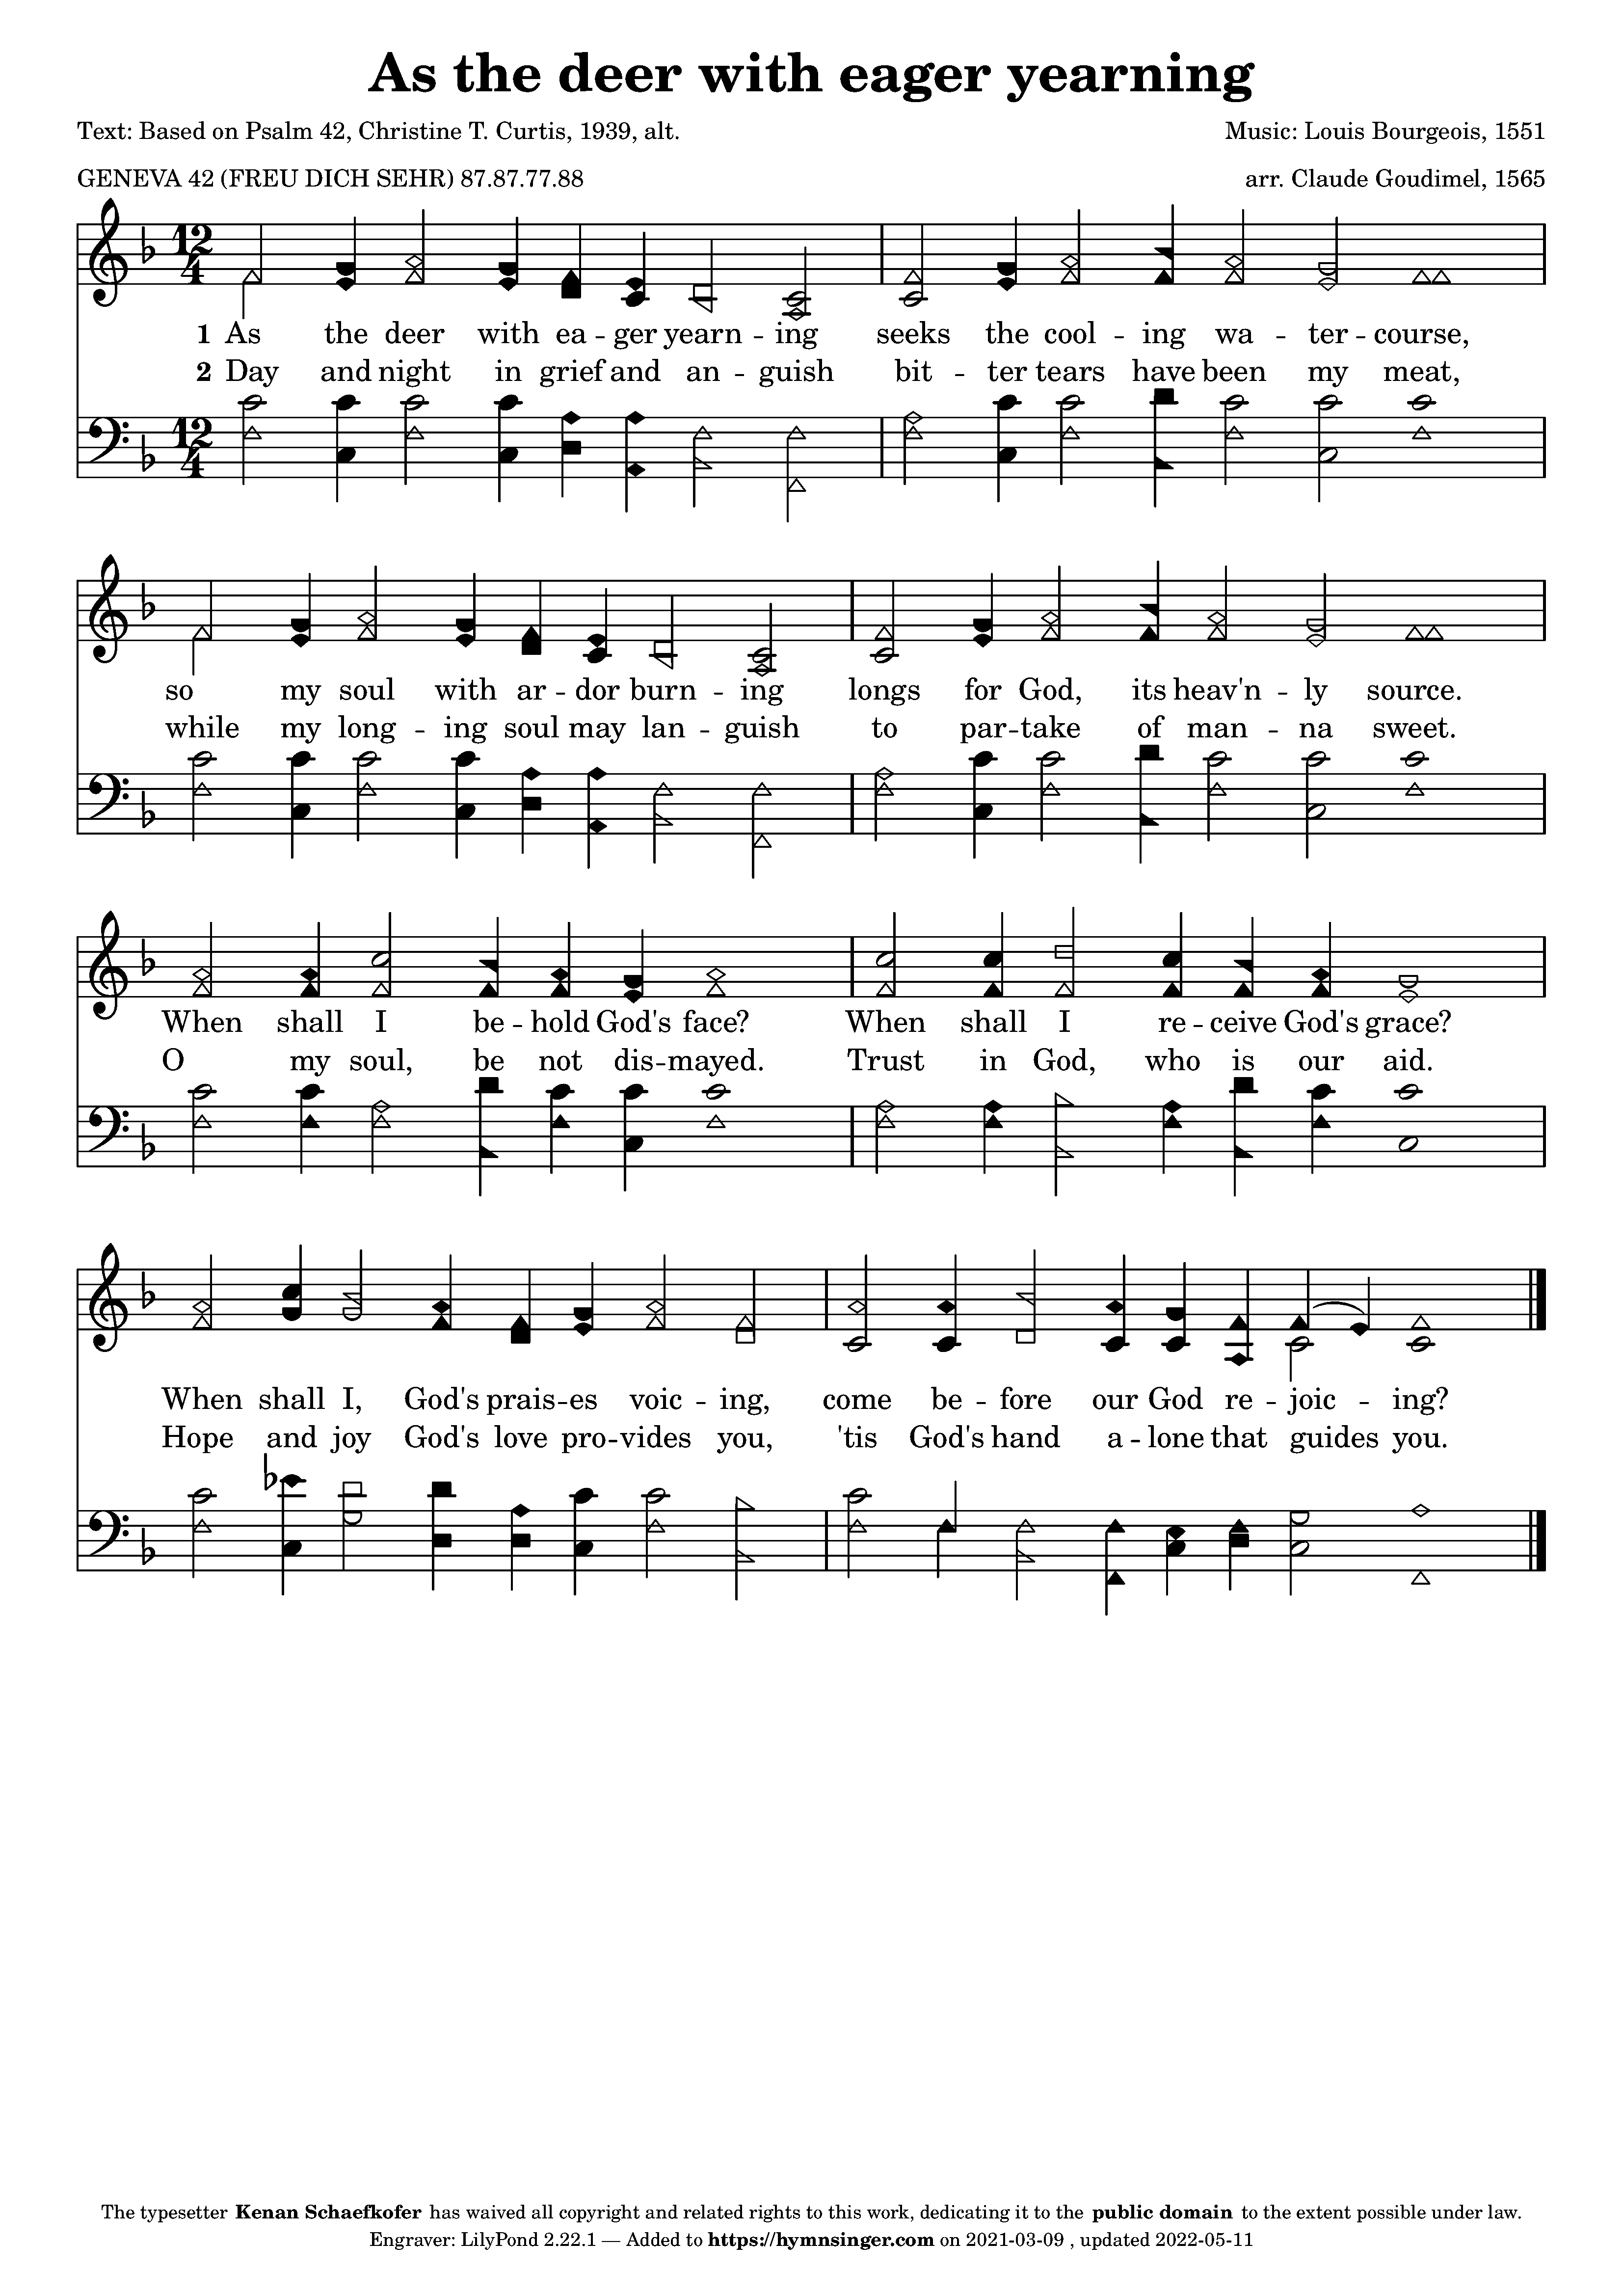 As the deer with eager yearning
Text: Based on Psalm 42, Christine T. Curtis, 1939, alt.
Music: Louis Bourgeois, 1551
GENEVA 42 (FREU DICH SEHR) 87.87.77.88
arr. Claude Goudimel, 1565
12
4
1 As the deer with ea - ger yearn - ing seeks the cool - ing wa - ter - course,
2 Day and night in grief and an - guish bit - ter tears have been my meat,
12
4
so my soul with ar - dor burn - ing longs for God, its heav'n - ly source.
while my long - ing soul may lan - guish to par - take of man - na sweet.
When shall I be - hold God's face? When shall I re - ceive God's grace?
O my soul, be not dis - mayed. Trust in God, who is our aid.
When shall I, God's prais - es voic - ing, come be - fore our God re - joic - ing?
Hope and joy God's love pro - vides you, 'tis God's hand a - lone that guides you.
The typesetter Kenan Schaefkofer has waived all copyright and related rights to this work, dedicating it to the public domain to the extent possible under law.
Engraver: LilyPond 2.22.1 — Added to https://hymnsinger.com on 2021-03-09 , updated 2022-05-11